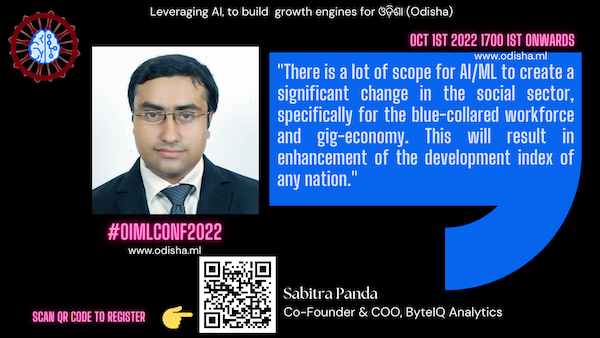 Leveraging AI, to build growth engines for ଓଡ଼ିଶା (Odisha)
OCT 1ST 2022 1700 IST ONWARDS
www.odisha.ml
"There is a lot of scope for AI/ML to create a
significant change in the social sector,
specifically for the blue-collared workforce
and gig-economy. This will result in
enhancement of the development index of
any nation."
#OIMLCONF2022
www.odisha.ml
Sabitra Panda
Co-Founder & COO, ByteIQ Analytics
SCAN QR CODE TO REGISTER